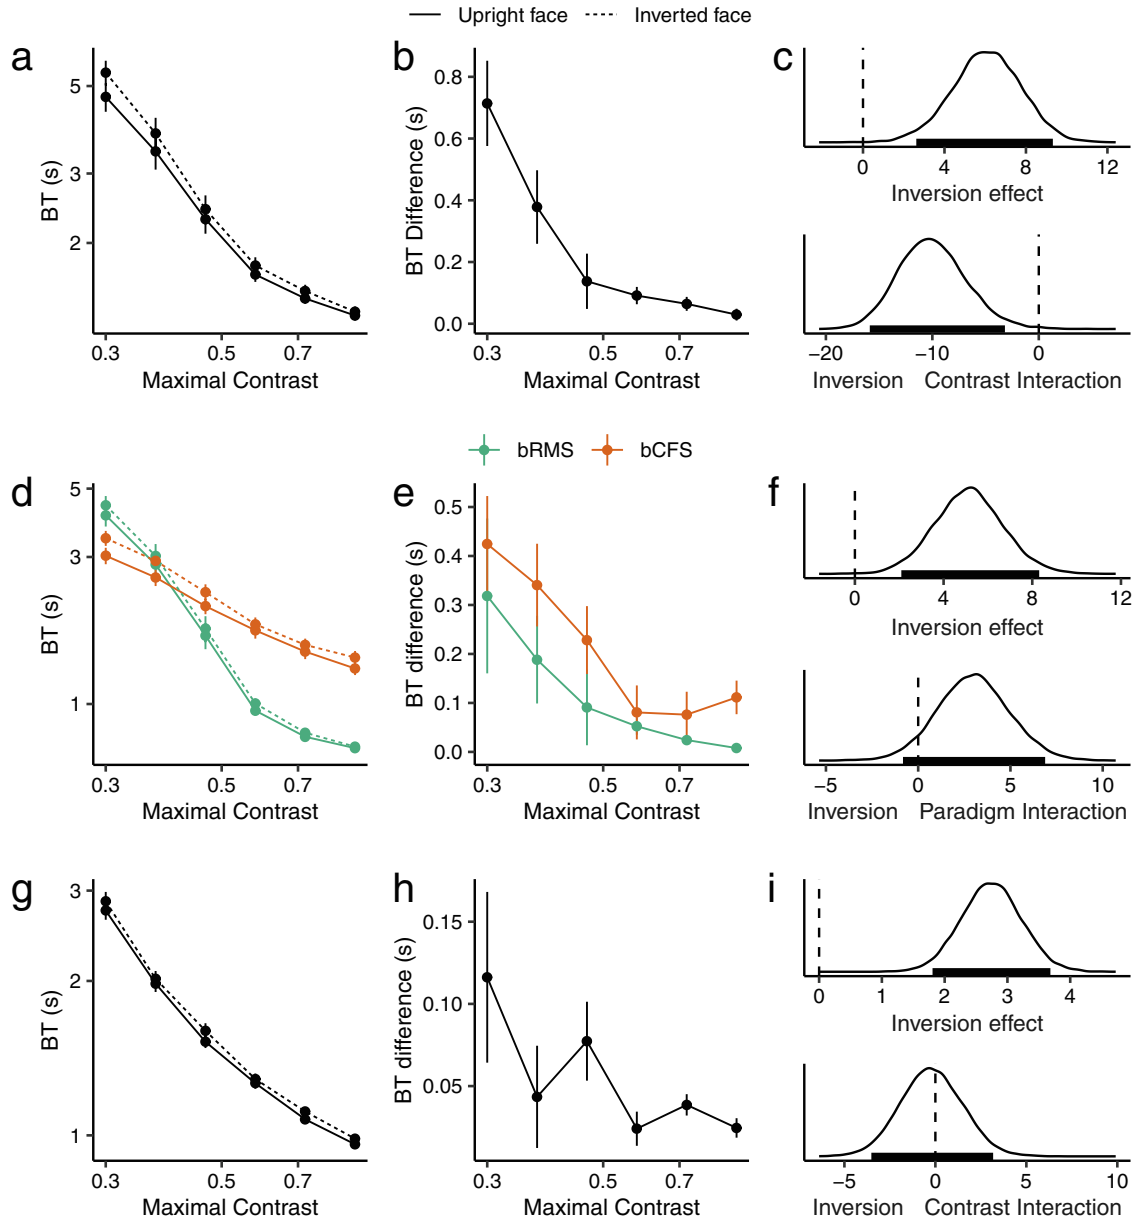 Upright face Inverted face
a
5
3
2
BT (s)
0.3 0.5 0.7
Maximal Contrast
b
0.8
0.6
0.4
0.2
0.0
BT Difference (s)
0.3 0.5 0.7
Maximal Contrast
c
0 4 8 12
Inversion effect
−20 −10 0
Inversion Contrast Interaction
bRMS bCFS
d
5
3
1
BT (s)
0.3 0.5 0.7
Maximal Contrast
e
0.5
0.4
0.3
0.2
0.1
0.0
BT difference (s)
0.3 0.5 0.7
Maximal Contrast
f
0 4 8 12
Inversion effect
−5 0 5 10
Inversion Paradigm Interaction
g
3
2
1
BT (s)
0.3 0.5 0.7
Maximal Contrast
h
0.15
0.10
0.05
BT difference (s)
0.3 0.5 0.7
Maximal Contrast
i
0 1 2 3 4
Inversion effect
−5 0 5 10
Inversion Contrast Interaction